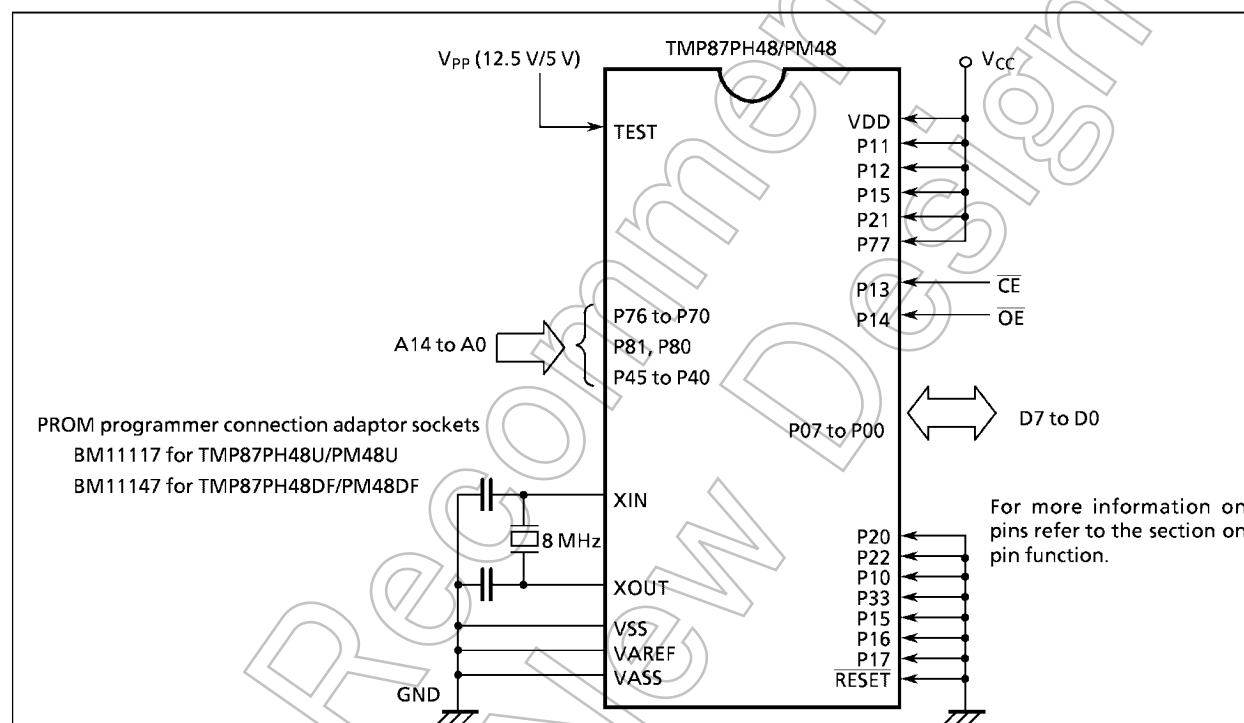 TMP87PH48/PM48
VPP (12.5 V/5 V)
VCC
TEST
VDD
P11
P12
P15
P21
P77
P13
CE
P14
OE
A14 to A0
P76 to P70
P81, P80
P45 to P40
P07 to P00
D7 to D0
PROM programmer connection adaptor sockets
BM11117 for TMP87PH48U/PM48U
BM11147 for TMP87PH48DF/PM48DF
XIN
8 MHz
XOUT
VSS
VAREF
VASS
GND
For more information on
pins refer to the section on
pin function.
P20
P22
P10
P33
P15
P16
P17
RESET
Recommen
New Design